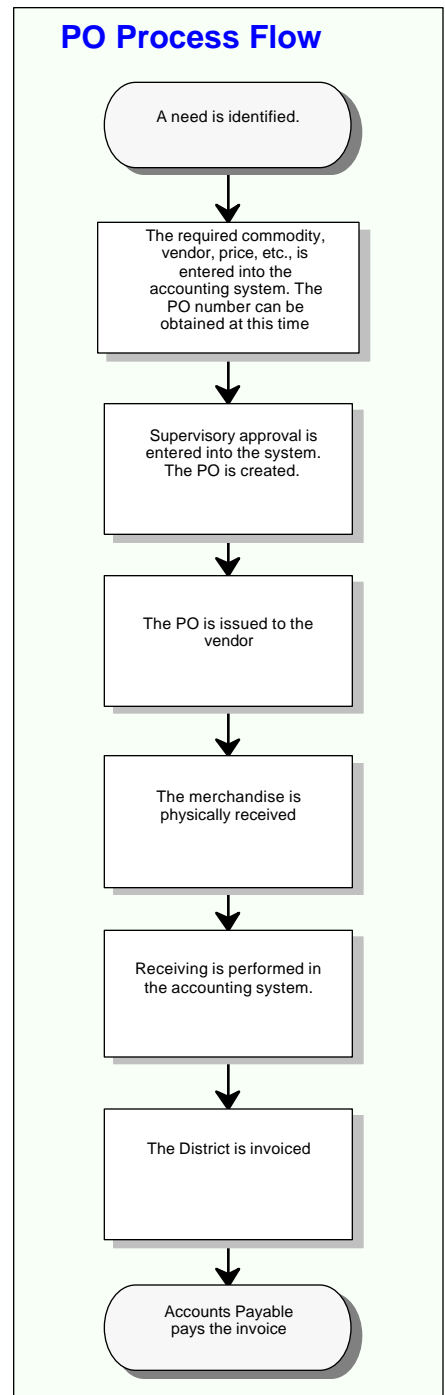 PO Process Flow
A need is identified.
The required commodity,
vendor, price, etc., is
entered into the
accounting system. The
PO number can be
obtained at this time
Supervisory approval is
entered into the system.
The PO is created.
The PO is issued to the
vendor
The merchandise is
physically received
Receiving is performed in
the accounting system.
The District is invoiced
Accounts Payable
pays the invoice